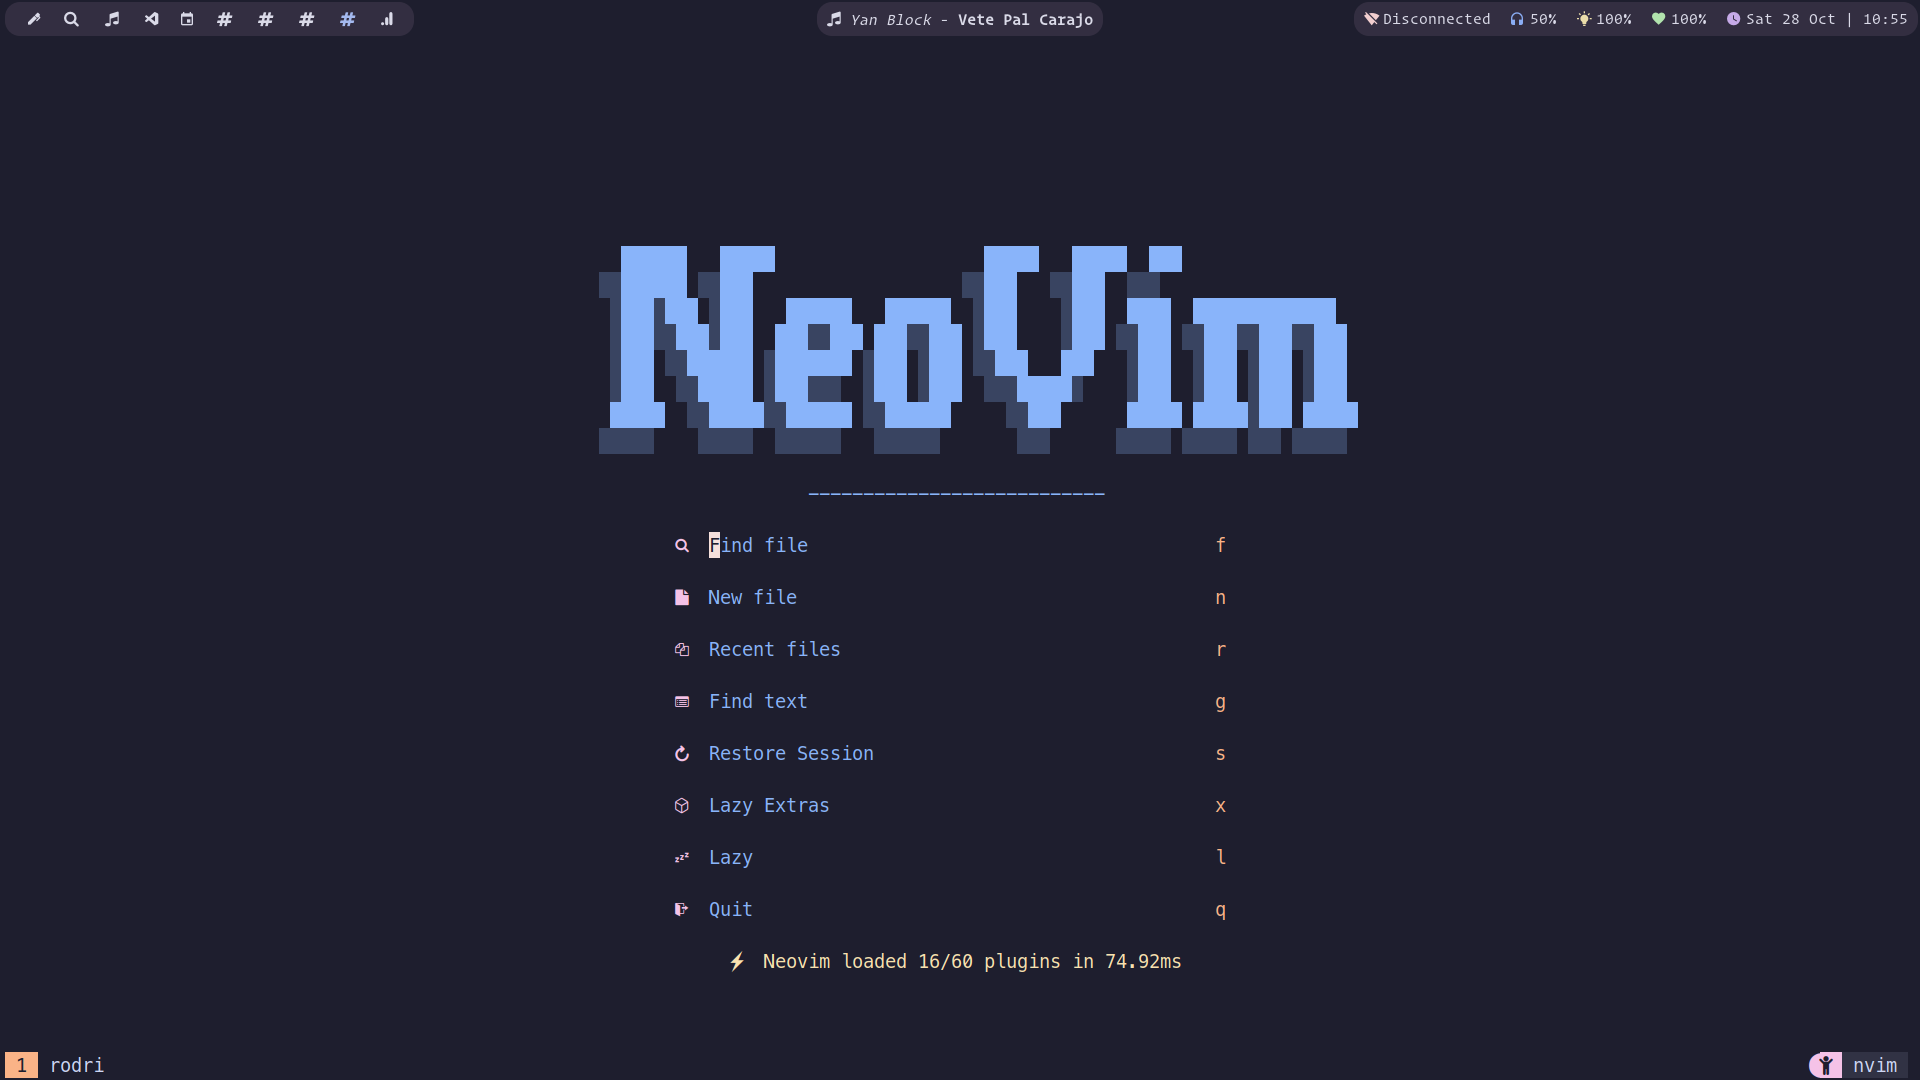 # # # #
Yan Block - Vete Pal Carajo
Disconnected 50% 100% 100% Sat 28 Oct | 10:55
NeoVim
---------------------------
Find file f
New file n
Recent files r
Find text g
Restore Session s
Lazy Extras x
zzz Lazy l
Quit q
Neovim loaded 16/60 plugins in 74.92ms
1 rodri nvim